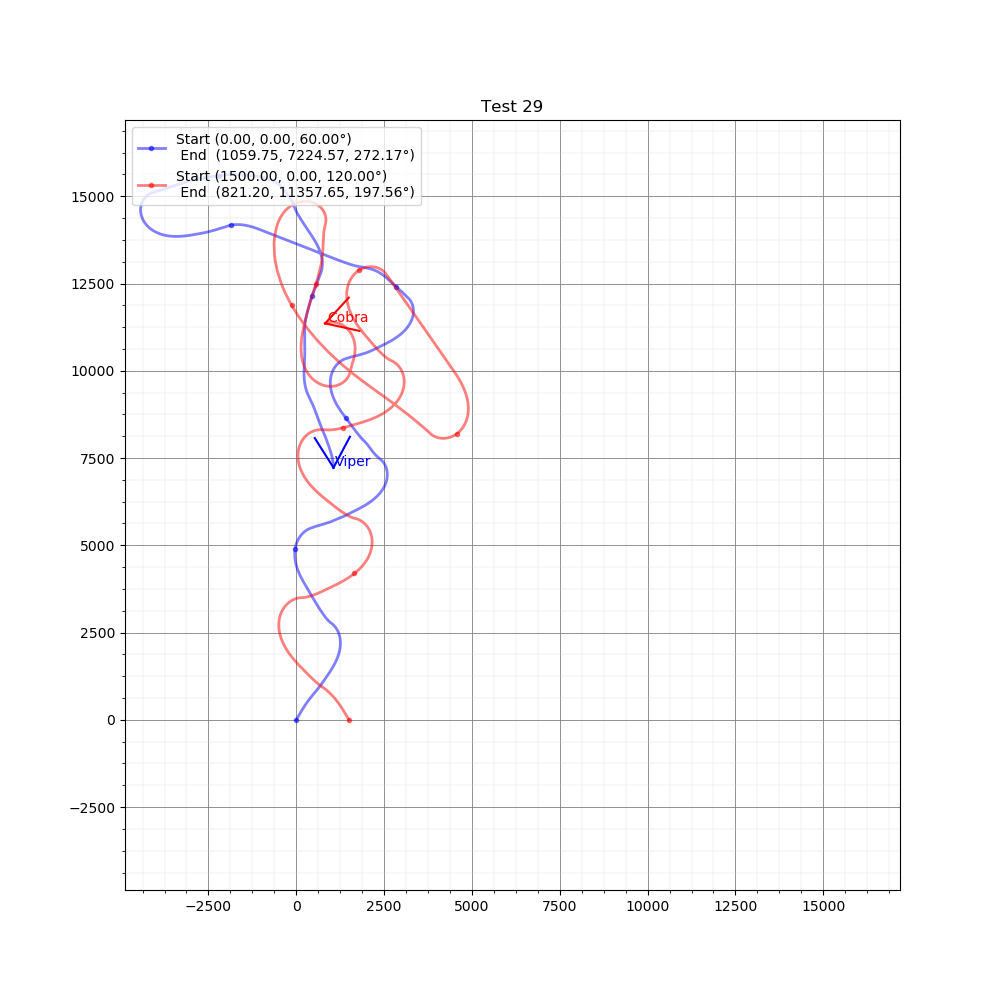 Test 29
Start (0.00, 0.00, 60.00°)
End (1059.75, 7224.57, 272.17°)
Start (1500.00, 0.00, 120.00°)
End (821.20, 11357.65, 197.56°)
15000
12500
Cobra
10000
7500
Viper
5000
2500
0
−2500
−2500 0 2500 5000 7500 10000 12500 15000